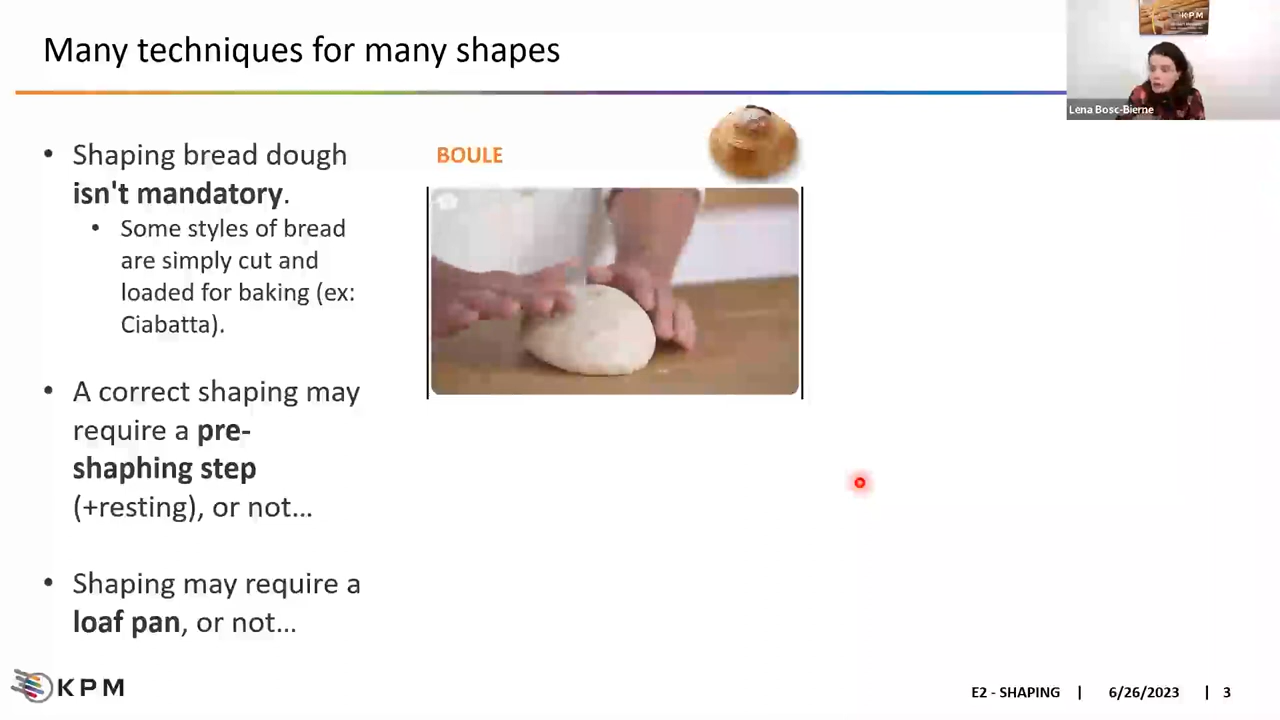 Many techniques for many shapes
KPM
Lena Bosc-Bierne
• Shaping bread dough
isn't mandatory.
• Some styles of bread
are simply cut and
loaded for baking (ex:
Ciabatta).
• A correct shaping may
require a pre-
shaphing step
(+resting), or not...
• Shaping may require a
loaf pan, or not...
BOULE
KPM
E2 - SHAPING | 6/26/2023 | 3